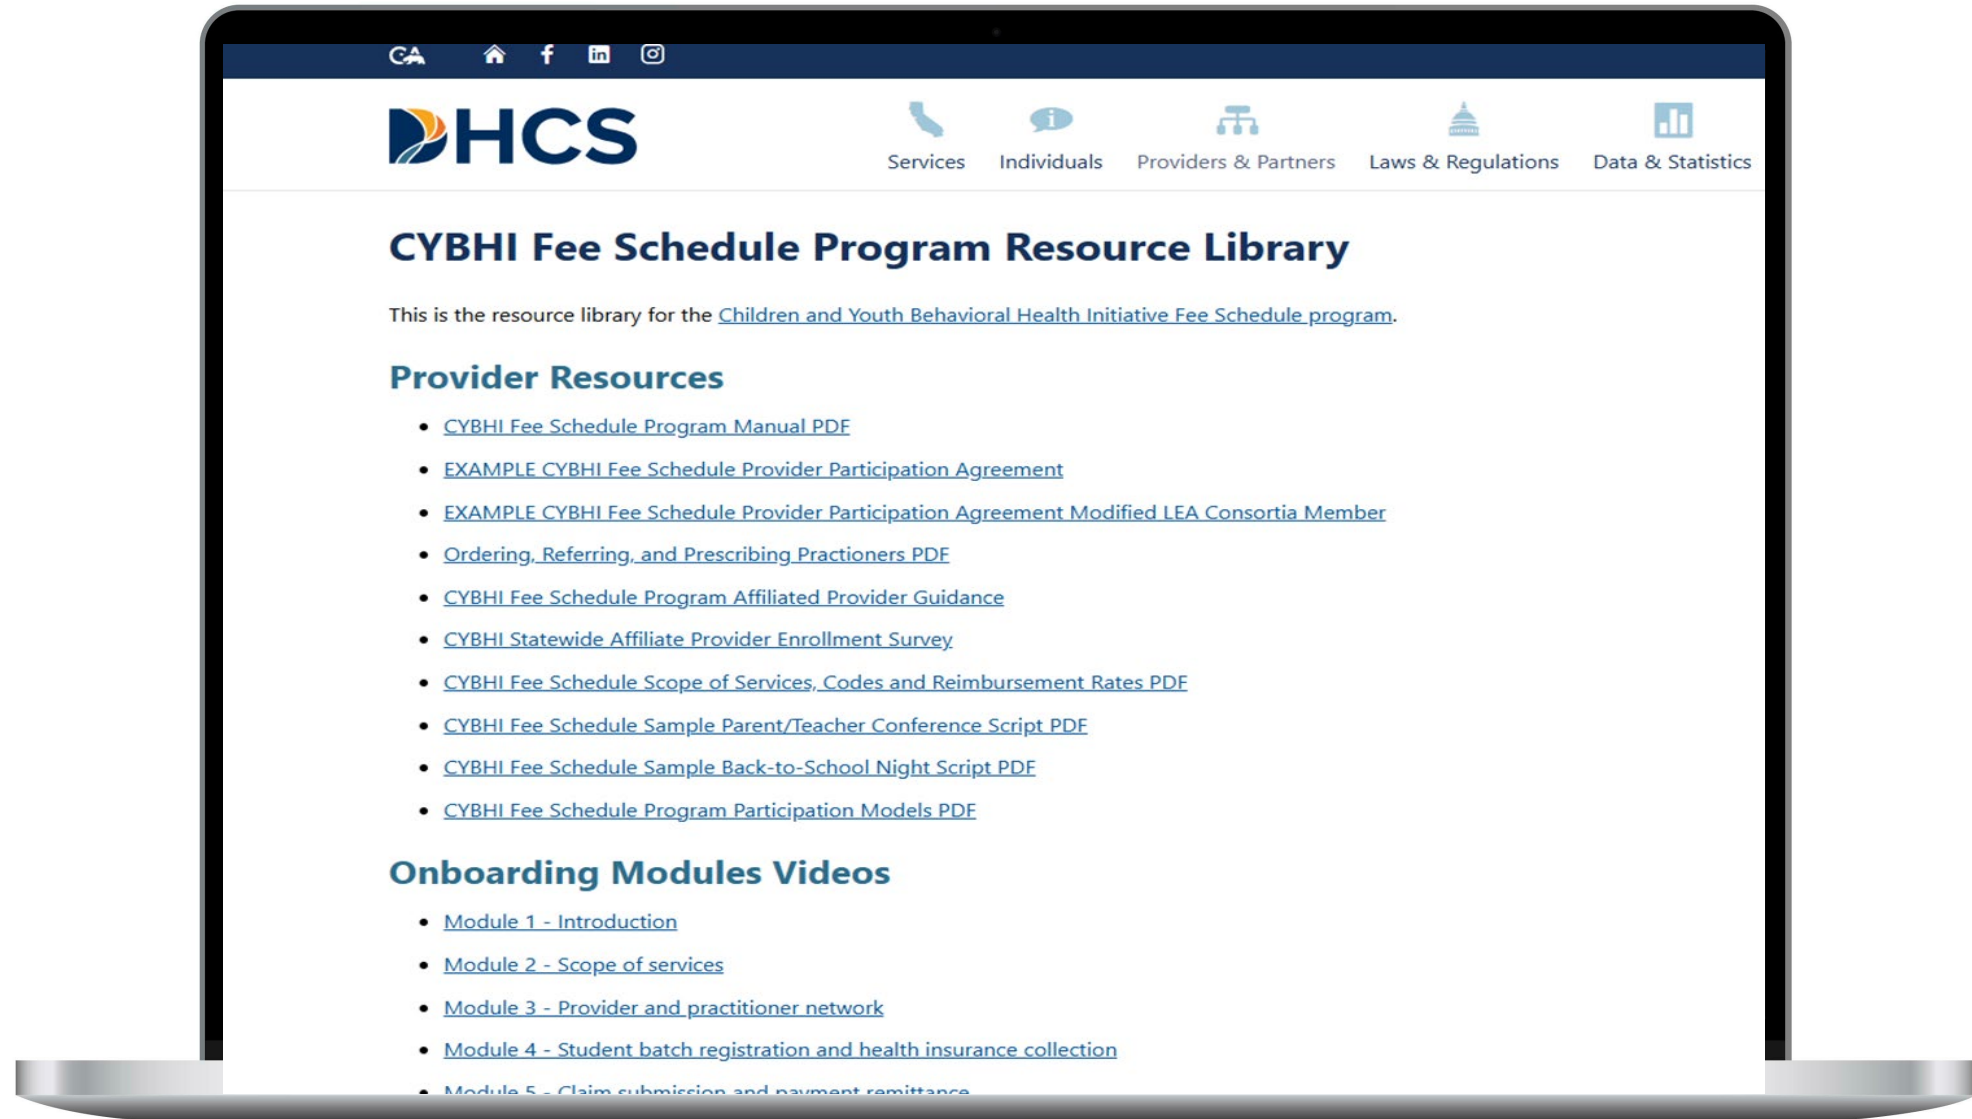 CA
DHCS
Services Individuals Providers & Partners Laws & Regulations Data & Statistics
CYBHI Fee Schedule Program Resource Library
This is the resource library for the Children and Youth Behavioral Health Initiative Fee Schedule program.
Provider Resources
CYBHI Fee Schedule Program Manual PDF
EXAMPLE CYBHI Fee Schedule Provider Participation Agreement
EXAMPLE CYBHI Fee Schedule Provider Participation Agreement Modified LEA Consortia Member
Ordering, Referring, and Prescribing Practioners PDF
CYBHI Fee Schedule Program Affiliated Provider Guidance
CYBHI Statewide Affiliate Provider Enrollment Survey
CYBHI Fee Schedule Scope of Services, Codes and Reimbursement Rates PDF
CYBHI Fee Schedule Sample Parent/Teacher Conference Script PDF
CYBHI Fee Schedule Sample Back-to-School Night Script PDF
CYBHI Fee Schedule Program Participation Models PDF
Onboarding Modules Videos
Module 1 - Introduction
Module 2 - Scope of services
Module 3 - Provider and practitioner network
Module 4 - Student batch registration and health insurance collection
Module 5 - Claim submission and payment remittance